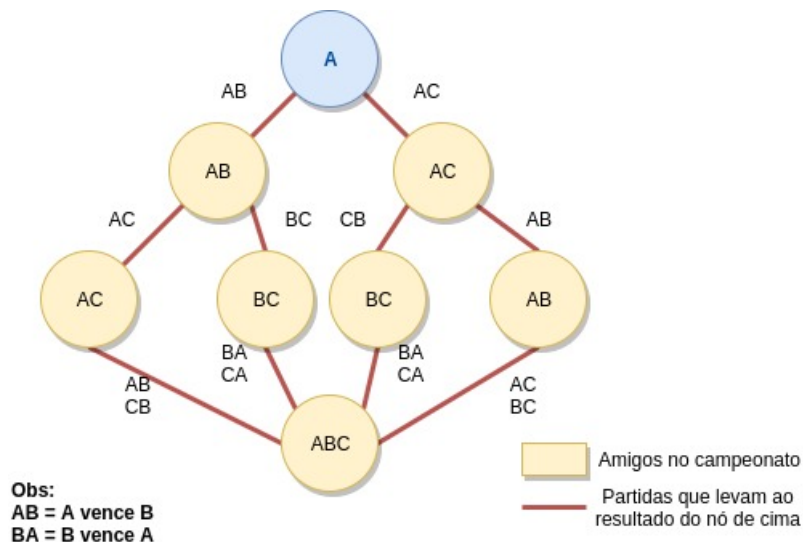 A
AB
AC
AB
AC
AC
BC
CB
AB
AC
BC
BC
AB
BA
CA
BA
CA
AB
CB
AC
BC
ABC
Amigos no campeonato
Partidas que levam ao
resultado do nó de cima
Obs:
AB = A vence B
BA = B vence A